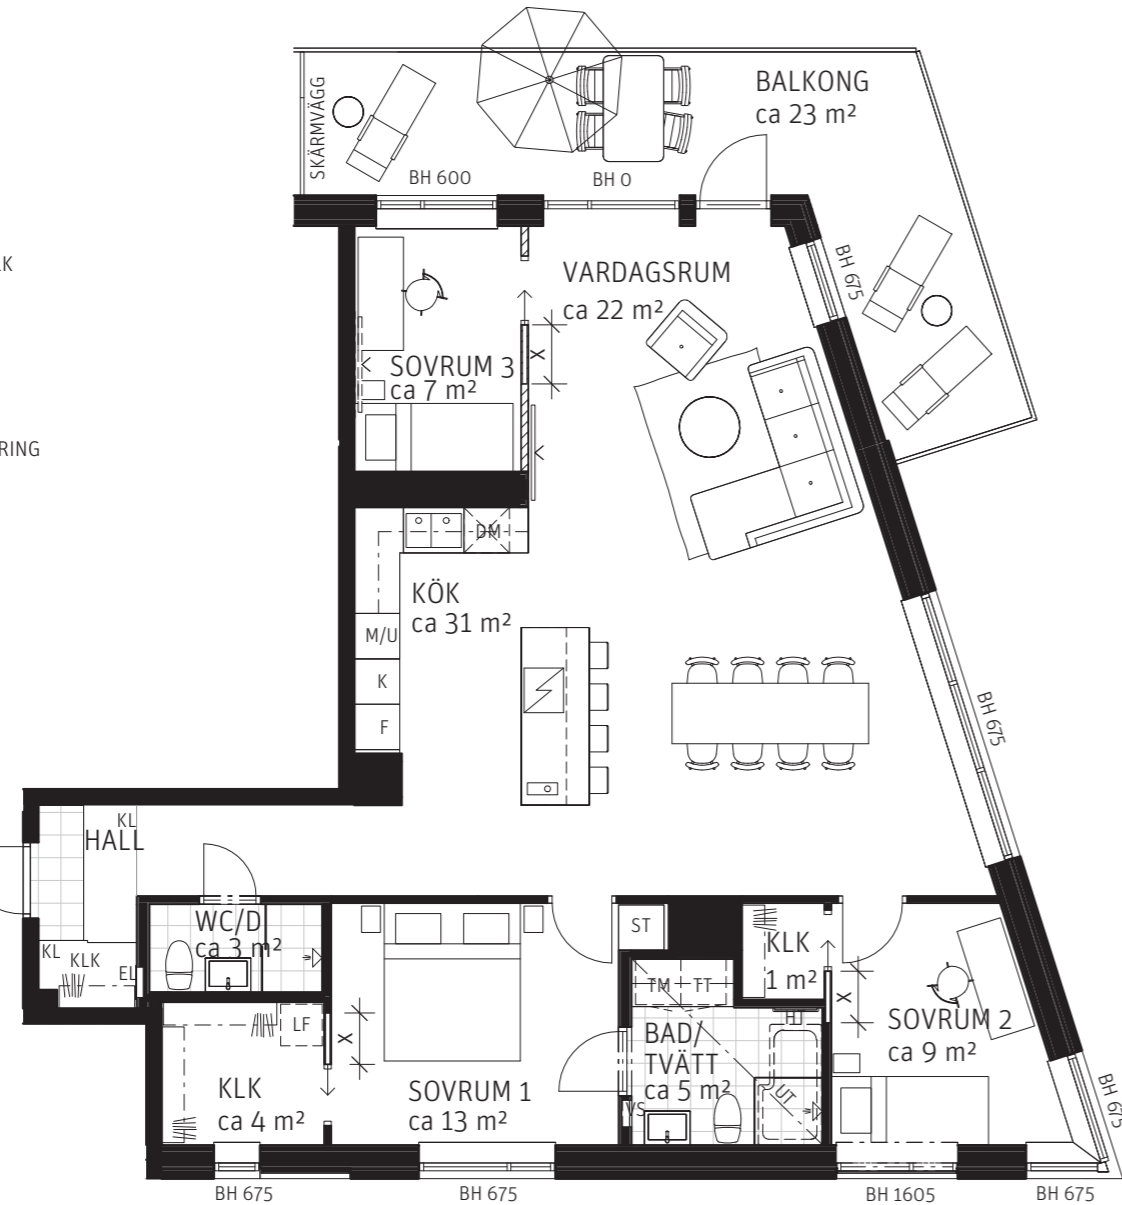 BALKONG
ca 23 m²
SKÄRMVÄGG
BH 600
BH 0
LK
VARDAGSRUM
ca 22 m²
BH 675
X
SOVRUM 3
ca 7 m²
RING
DM
KÖK
ca 31 m²
M/U
K
F
BH 675
KL
HALL
WC/D
ca 3 m²
ST
KLK
1 m²
KL
KLK
EL
TM
TT
LF
X
X
H
SOVRUM 2
ca 9 m²
BAD/
TVÄTT
ca 5 m²
KLK
ca 4 m²
SOVRUM 1
ca 13 m²
VS
UT
BH 675
BH 675
BH 675
BH 1605
BH 675